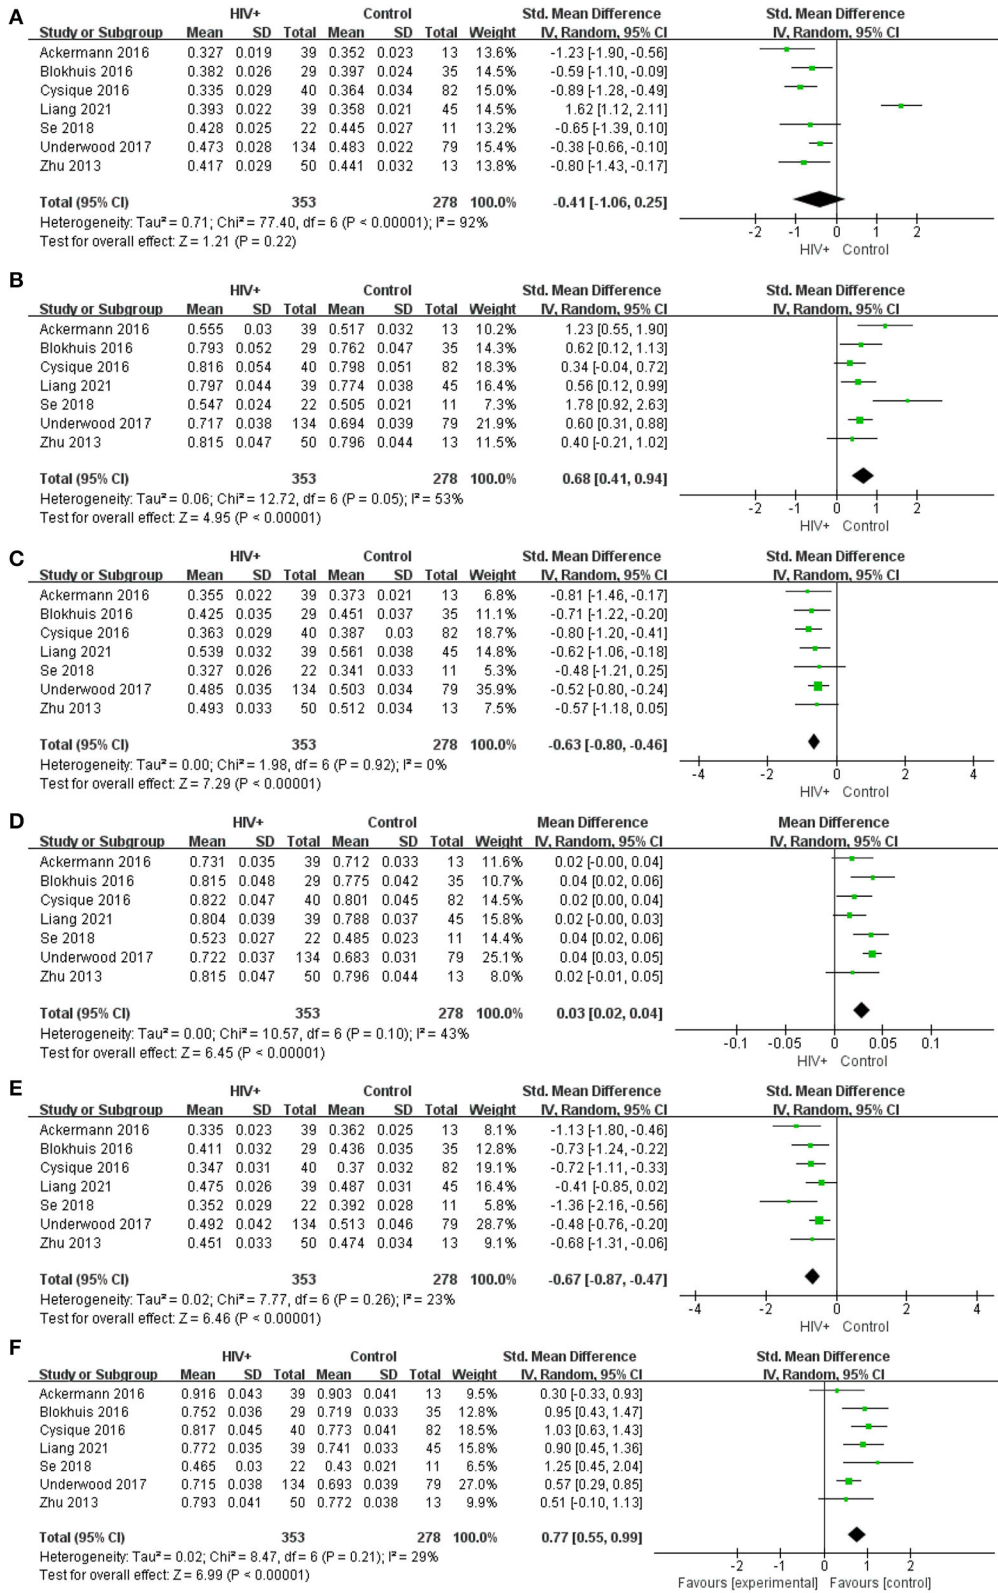 A
HIV+ Control Std. Mean Difference Std. Mean Difference
Study or Subgroup Mean SD Total Mean SD Total Weight IV, Random, 95% CI IV, Random, 95% CI
Ackermann 2016 0.327 0.019 39 0.352 0.023 13 13.6% -1.23 [-1.90, -0.56]
Blokhuis 2016 0.382 0.026 29 0.397 0.024 35 14.5% -0.59 [-1.10, -0.09]
Cysique 2016 0.335 0.029 40 0.364 0.034 82 15.0% -0.89 [-1.28, -0.49]
Liang 2021 0.393 0.022 39 0.358 0.021 45 14.5% 1.62 [1.12, 2.11]
Se 2018 0.428 0.025 22 0.445 0.027 11 13.2% -0.65 [-1.39, 0.10]
Underwood 2017 0.473 0.028 134 0.483 0.022 79 15.4% -0.38 [-0.66, -0.10]
Zhu 2013 0.417 0.029 50 0.441 0.032 13 13.8% -0.80 [-1.43, -0.17]
Total (95% CI) 353 278 100.0% -0.41 [-1.06, 0.25]
Heterogeneity: Tau² = 0.71; Chi² = 77.40, df = 6 (P < 0.00001); I² = 92%
Test for overall effect: Z = 1.21 (P = 0.22)
-2 -1 0 1 2
HIV+ Control
B
HIV+ Control Std. Mean Difference Std. Mean Difference
Study or Subgroup Mean SD Total Mean SD Total Weight IV, Random, 95% CI IV, Random, 95% CI
Ackermann 2016 0.555 0.03 39 0.517 0.032 13 10.2% 1.23 [0.55, 1.90]
Blokhuis 2016 0.793 0.052 29 0.762 0.047 35 14.3% 0.62 [0.12, 1.13]
Cysique 2016 0.816 0.054 40 0.798 0.051 82 18.3% 0.34 [-0.04, 0.72]
Liang 2021 0.797 0.044 39 0.774 0.038 45 16.4% 0.56 [0.12, 0.99]
Se 2018 0.547 0.024 22 0.505 0.021 11 7.3% 1.78 [0.92, 2.63]
Underwood 2017 0.717 0.038 134 0.694 0.039 79 21.9% 0.60 [0.31, 0.88]
Zhu 2013 0.815 0.047 50 0.796 0.044 13 11.5% 0.40 [-0.21, 1.02]
Total (95% CI) 353 278 100.0% 0.68 [0.41, 0.94]
Heterogeneity: Tau² = 0.06; Chi² = 12.72, df = 6 (P = 0.05); I² = 53%
Test for overall effect: Z = 4.95 (P < 0.00001)
-2 -1 0 1 2
HIV+ Control
C
HIV+ Control Std. Mean Difference Std. Mean Difference
Study or Subgroup Mean SD Total Mean SD Total Weight IV, Random, 95% CI IV, Random, 95% CI
Ackermann 2016 0.355 0.022 39 0.373 0.021 13 6.8% -0.81 [-1.46, -0.17]
Blokhuis 2016 0.425 0.035 29 0.451 0.037 35 11.1% -0.71 [-1.22, -0.20]
Cysique 2016 0.363 0.029 40 0.387 0.03 82 18.7% -0.80 [-1.20, -0.41]
Liang 2021 0.539 0.032 39 0.561 0.038 45 14.8% -0.62 [-1.06, -0.18]
Se 2018 0.327 0.026 22 0.341 0.033 11 5.3% -0.48 [-1.21, 0.25]
Underwood 2017 0.485 0.035 134 0.503 0.034 79 35.9% -0.52 [-0.80, -0.24]
Zhu 2013 0.493 0.033 50 0.512 0.034 13 7.5% -0.57 [-1.18, 0.05]
Total (95% CI) 353 278 100.0% -0.63 [-0.80, -0.46]
Heterogeneity: Tau² = 0.00; Chi² = 1.98, df = 6 (P = 0.92); I² = 0%
Test for overall effect: Z = 7.29 (P < 0.00001)
-4 -2 0 2 4
HIV+ Control
D
HIV+ Control Mean Difference Mean Difference
Study or Subgroup Mean SD Total Mean SD Total Weight IV, Random, 95% CI IV, Random, 95% CI
Ackermann 2016 0.731 0.035 39 0.712 0.033 13 11.6% 0.02 [-0.00, 0.04]
Blokhuis 2016 0.815 0.048 29 0.775 0.042 35 10.7% 0.04 [0.02, 0.06]
Cysique 2016 0.822 0.047 40 0.801 0.045 82 14.5% 0.02 [0.00, 0.04]
Liang 2021 0.804 0.039 39 0.788 0.037 45 15.8% 0.02 [-0.00, 0.03]
Se 2018 0.523 0.027 22 0.485 0.023 11 14.4% 0.04 [0.02, 0.06]
Underwood 2017 0.722 0.037 134 0.683 0.031 79 25.1% 0.04 [0.03, 0.05]
Zhu 2013 0.815 0.047 50 0.796 0.044 13 8.0% 0.02 [-0.01, 0.05]
Total (95% CI) 353 278 100.0% 0.03 [0.02, 0.04]
Heterogeneity: Tau² = 0.00; Chi² = 10.57, df = 6 (P = 0.10); I² = 43%
Test for overall effect: Z = 6.45 (P < 0.00001)
-0.1 -0.05 0 0.05 0.1
HIV+ Control
E
HIV+ Control Std. Mean Difference Std. Mean Difference
Study or Subgroup Mean SD Total Mean SD Total Weight IV, Random, 95% CI IV, Random, 95% CI
Ackermann 2016 0.335 0.023 39 0.362 0.025 13 8.1% -1.13 [-1.80, -0.46]
Blokhuis 2016 0.411 0.032 29 0.436 0.035 35 12.8% -0.73 [-1.24, -0.22]
Cysique 2016 0.347 0.031 40 0.37 0.032 82 19.1% -0.72 [-1.11, -0.33]
Liang 2021 0.475 0.026 39 0.487 0.031 45 16.4% -0.41 [-0.85, 0.02]
Se 2018 0.352 0.029 22 0.392 0.028 11 5.8% -1.36 [-2.16, -0.56]
Underwood 2017 0.492 0.042 134 0.513 0.046 79 28.7% -0.48 [-0.76, -0.20]
Zhu 2013 0.451 0.033 50 0.474 0.034 13 9.1% -0.68 [-1.31, -0.06]
Total (95% CI) 353 278 100.0% -0.67 [-0.87, -0.47]
Heterogeneity: Tau² = 0.02; Chi² = 7.77, df = 6 (P = 0.26); I² = 23%
Test for overall effect: Z = 6.46 (P < 0.00001)
-4 -2 0 2 4
HIV+ Control
F
HIV+ Control Std. Mean Difference Std. Mean Difference
Study or Subgroup Mean SD Total Mean SD Total Weight IV, Random, 95% CI IV, Random, 95% CI
Ackermann 2016 0.916 0.043 39 0.903 0.041 13 9.5% 0.30 [-0.33, 0.93]
Blokhuis 2016 0.752 0.036 29 0.719 0.033 35 12.8% 0.95 [0.43, 1.47]
Cysique 2016 0.817 0.045 40 0.773 0.041 82 18.5% 1.03 [0.63, 1.43]
Liang 2021 0.772 0.035 39 0.741 0.033 45 15.8% 0.90 [0.45, 1.36]
Se 2018 0.465 0.03 22 0.43 0.021 11 6.5% 1.25 [0.45, 2.04]
Underwood 2017 0.715 0.038 134 0.693 0.039 79 27.0% 0.57 [0.29, 0.85]
Zhu 2013 0.793 0.041 50 0.772 0.038 13 9.9% 0.51 [-0.10, 1.13]
Total (95% CI) 353 278 100.0% 0.77 [0.55, 0.99]
Heterogeneity: Tau² = 0.02; Chi² = 8.47, df = 6 (P = 0.21); I² = 29%
Test for overall effect: Z = 6.99 (P < 0.00001)
-2 -1 0 1 2
Favours [experimental] Favours [control]